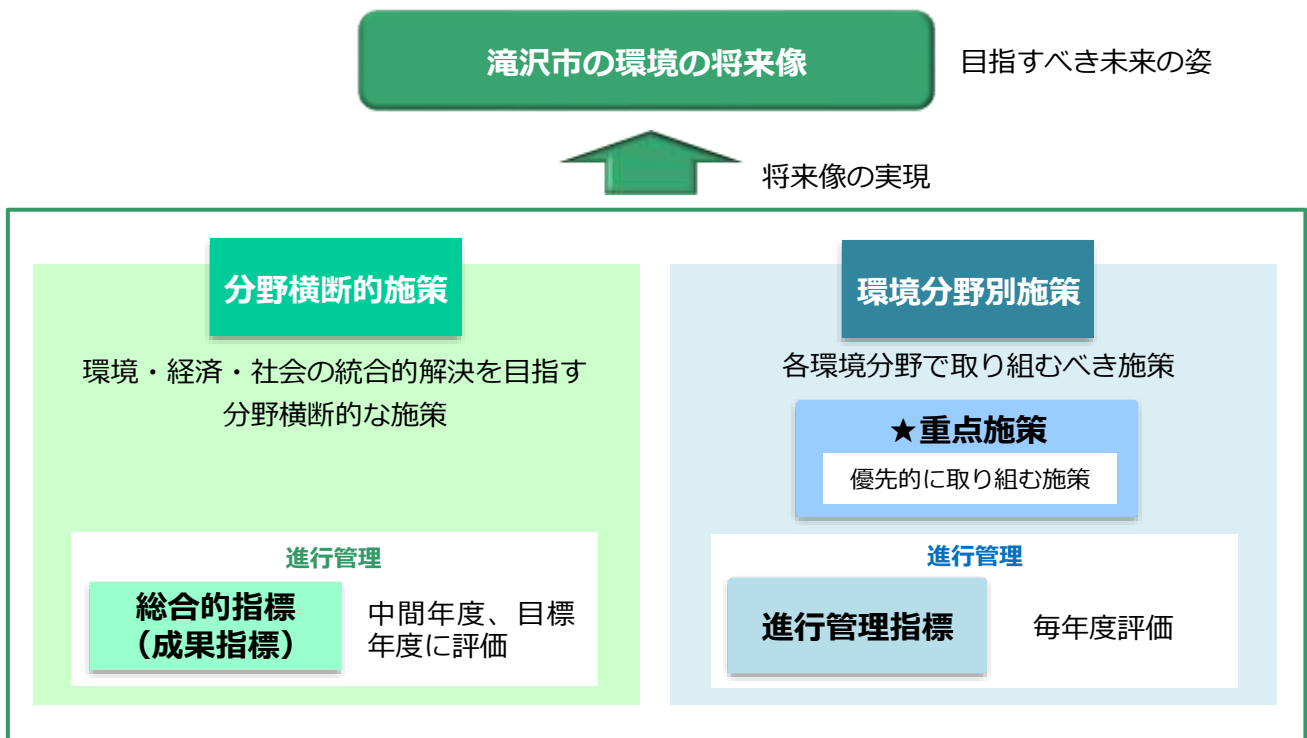 滝沢市の環境の将来像
目指すべき未来の姿
将来像の実現
分野横断的施策
環境・経済・社会の統合的解決を目指す
分野横断的な施策
進行管理
総合的指標
（成果指標）
中間年度、目標
年度に評価
環境分野別施策
各環境分野で取り組むべき施策
★重点施策
優先的に取り組む施策
進行管理
進行管理指標
毎年度評価